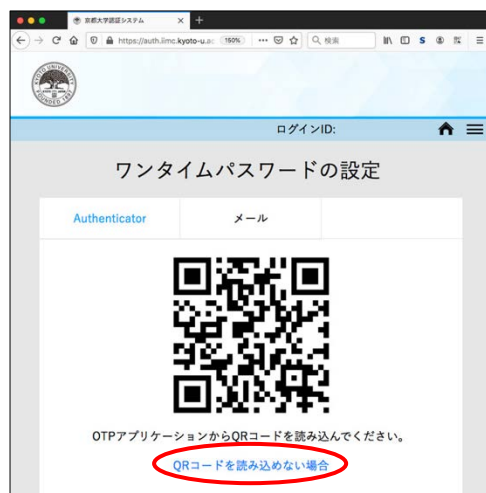 京都大学認証システム
https://auth.iimc.kyoto-u.ac
150%
検索
KYOTO UNIVERSITY
FOUNDED 1897
ログインID:
ワンタイムパスワードの設定
Authenticator
メール
OTPアプリケーションからQRコードを読み込んでください。
QRコードを読み込めない場合